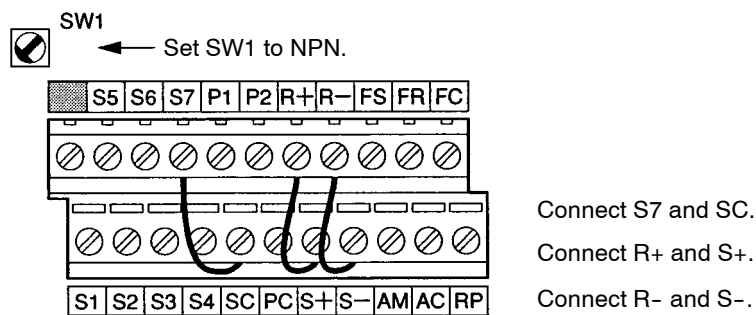 SW1
Set SW1 to NPN.
S5 S6 S7 P1 P2 R+ R− FS FR FC
Connect S7 and SC.
Connect R+ and S+.
S1 S2 S3 S4 SC PC S+ S− AM AC RP
Connect R− and S−.